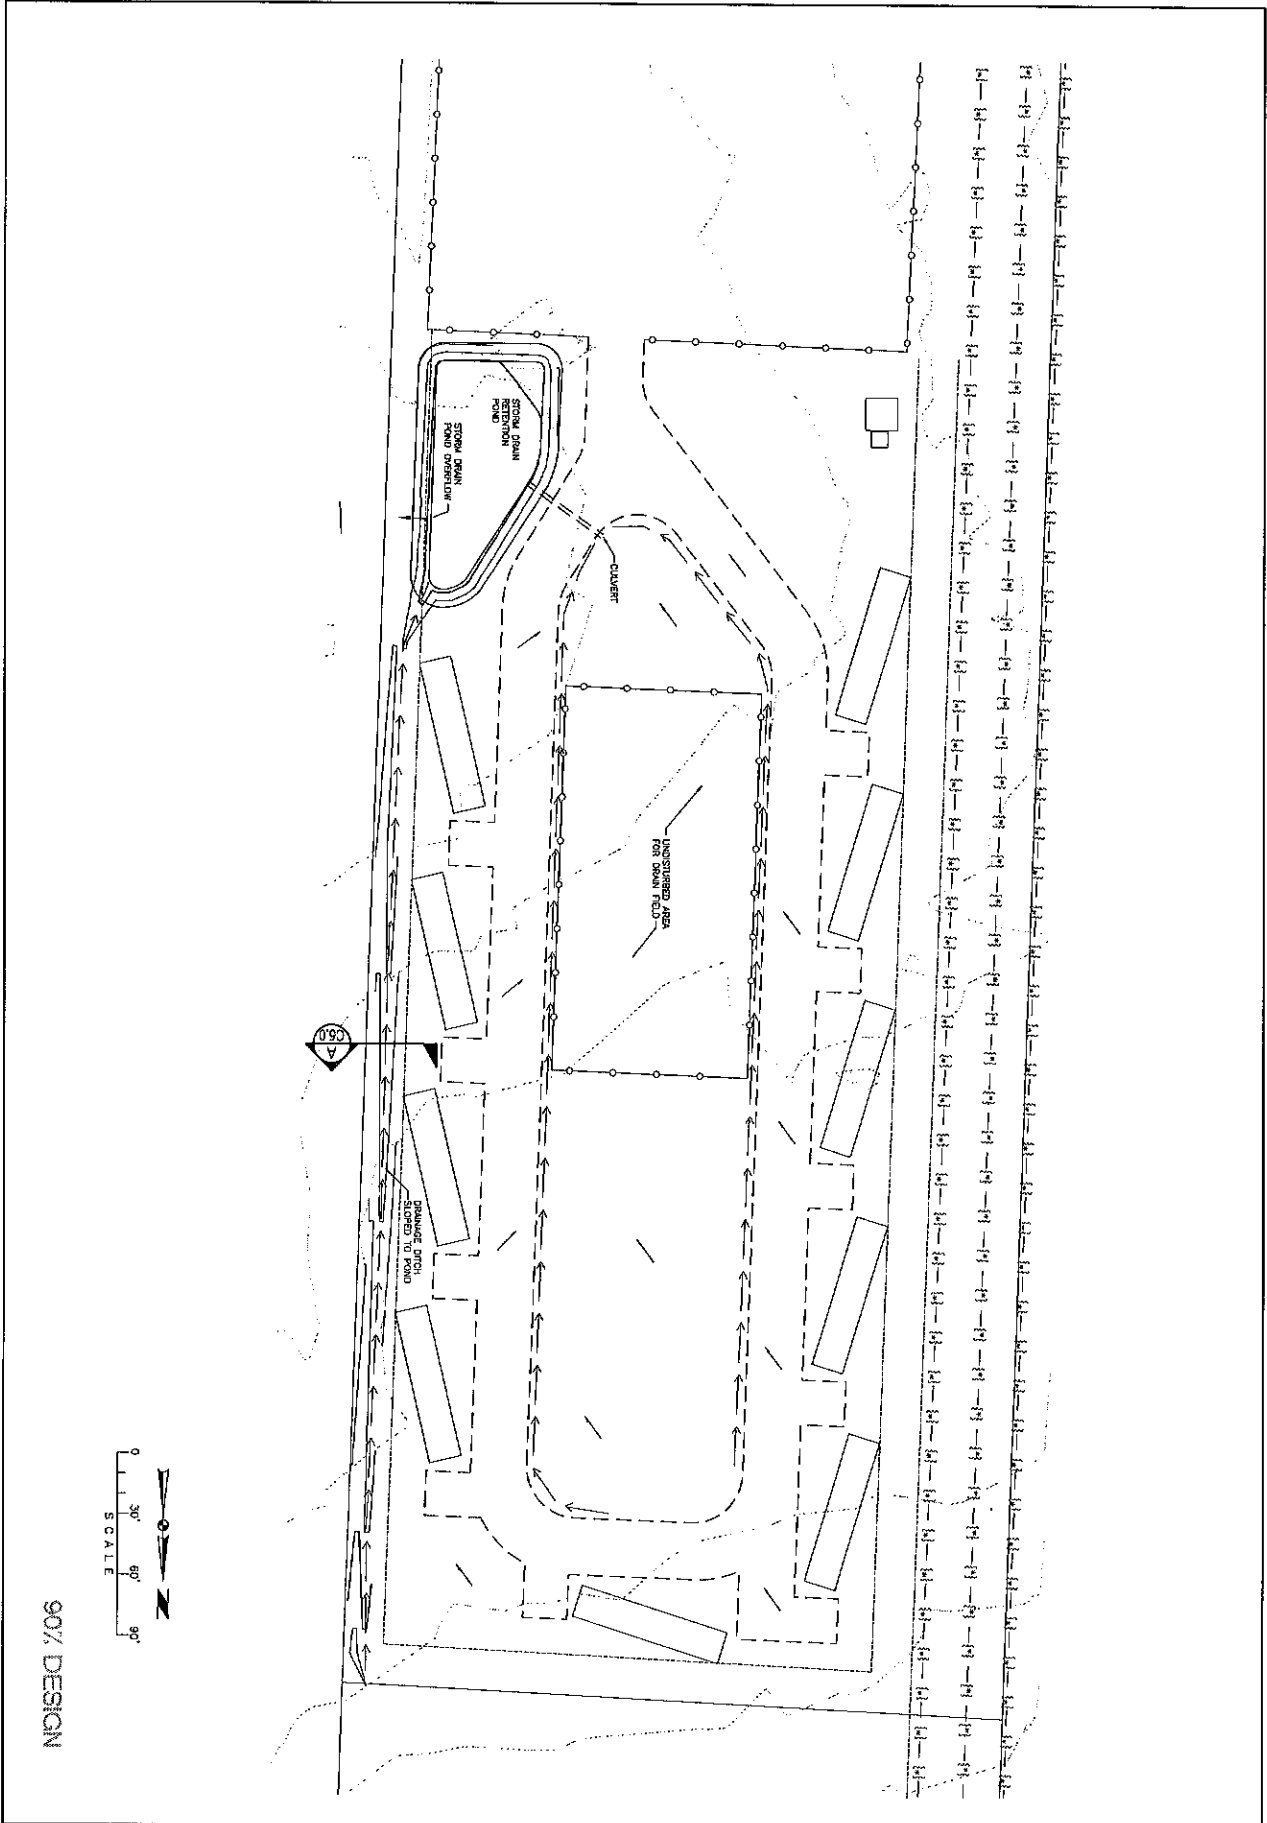 STORM DRAIN
RETENTION
POND
STORM DRAIN
POND OVERFLOW
CULVERT
UNDISTURBED AREA
FOR DRAIN FIELD
A
C5.0
DRAINAGE DITCH
SLOPED TO POND
N
0 30' 60' 90'
SCALE
90% DESIGN